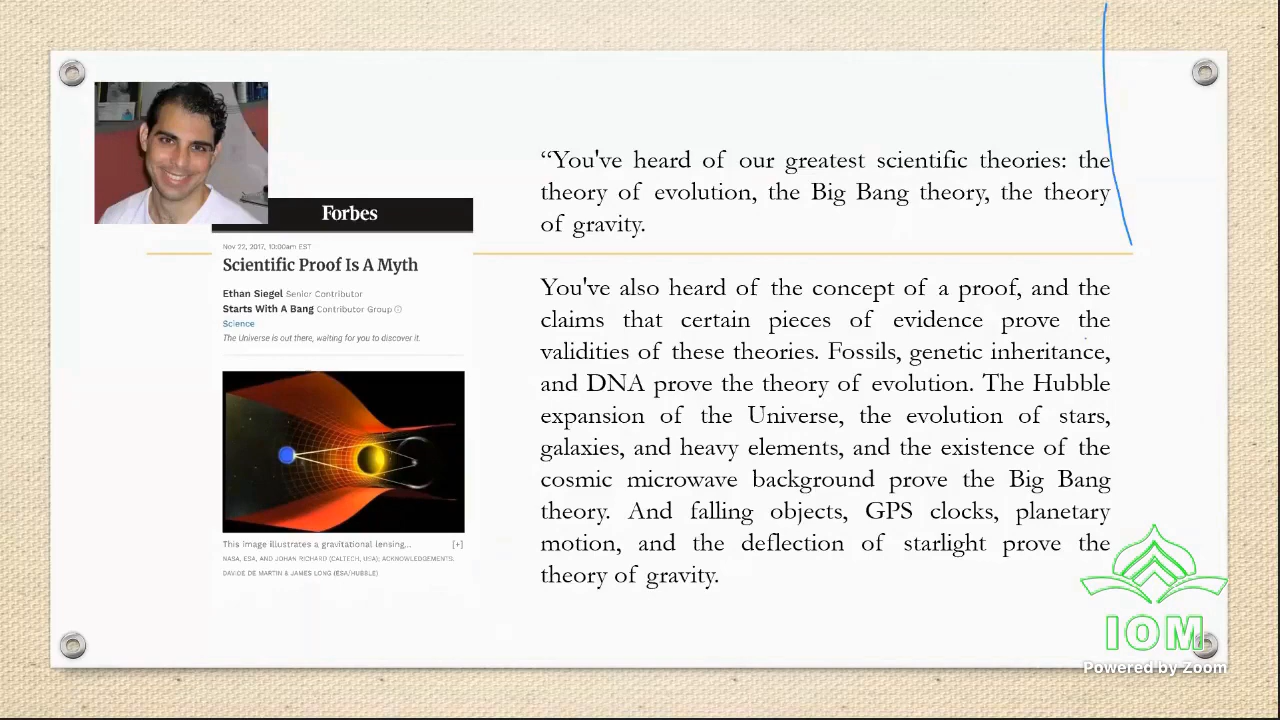 Forbes
Nov 22, 2017, 10:00am EST
Scientific Proof Is A Myth
Ethan Siegel Senior Contributor
Starts With A Bang Contributor Group
Science
The Universe is out there, waiting for you to discover it.
This image illustrates a gravitational lensing... [+]
NASA, ESA, AND JOHAN RICHARD (CALTECH, USA); ACKNOWLEDGEMENTS:
DAVIDE DE MARTIN & JAMES LONG (ESA/HUBBLE)
“You've heard of our greatest scientific theories: the
theory of evolution, the Big Bang theory, the theory
of gravity.
You've also heard of the concept of a proof, and the
claims that certain pieces of evidence prove the
validities of these theories. Fossils, genetic inheritance,
and DNA prove the theory of evolution. The Hubble
expansion of the Universe, the evolution of stars,
galaxies, and heavy elements, and the existence of the
cosmic microwave background prove the Big Bang
theory. And falling objects, GPS clocks, planetary
motion, and the deflection of starlight prove the
theory of gravity.
IOM
Powered by Zoom